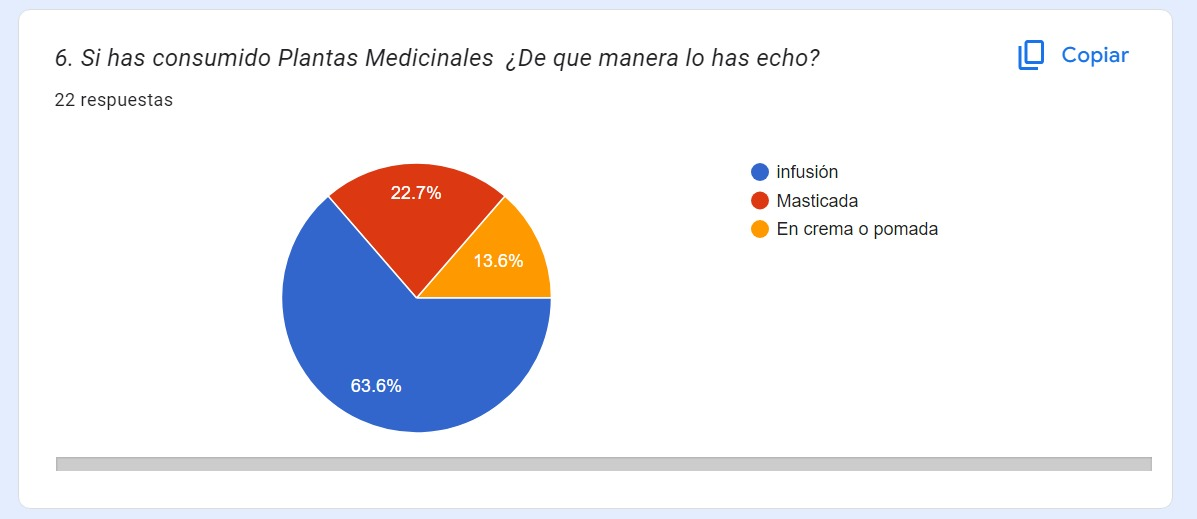 6. Si has consumido Plantas Medicinales ¿De que manera lo has echo?
Copiar
22 respuestas
22.7%
13.6%
63.6%
infusión
Masticada
En crema o pomada